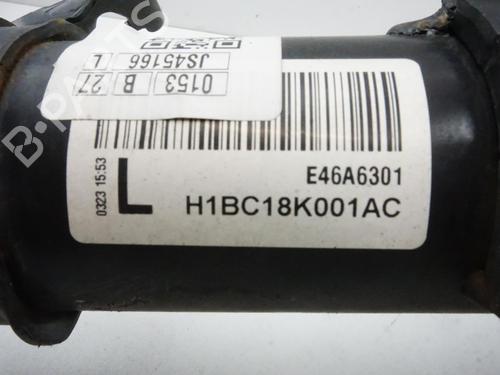 0153 B 27
JS45166 L
0323 15:53
L
E46A6301
H1BC18K001AC
B-PARTS